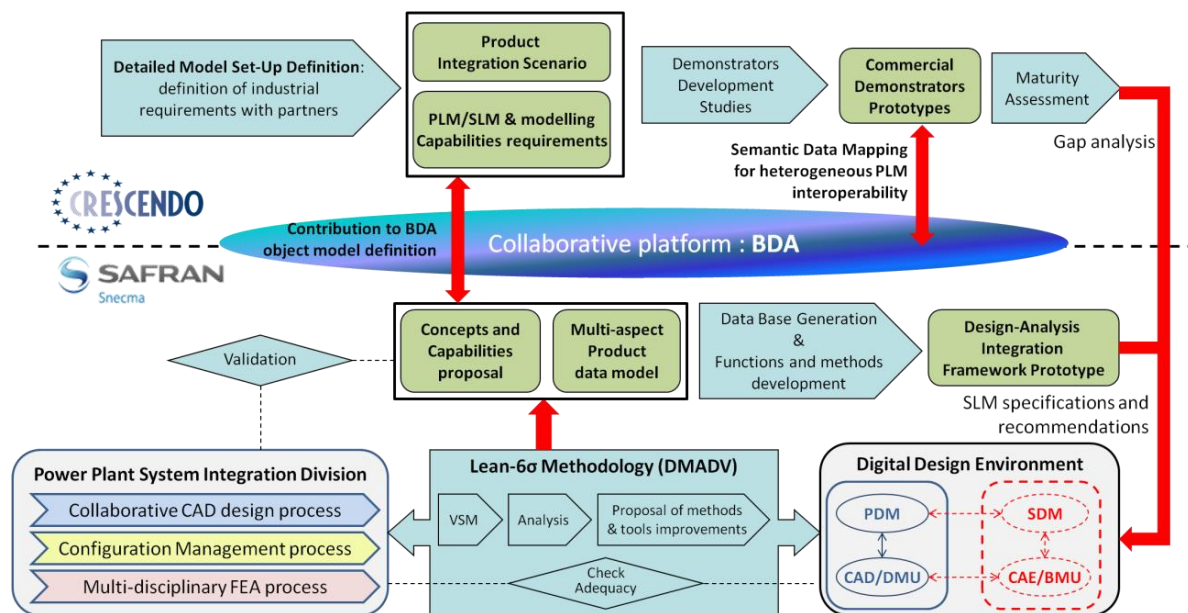 Detailed Model Set-Up Definition:
definition of industrial
requirements with partners
Product
Integration Scenario
PLM/SLM & modelling
Capabilities requirements
Demonstrators
Development
Studies
Commercial
Demonstrators
Prototypes
Maturity
Assessment
Gap analysis
Semantic Data Mapping
for heterogeneous PLM
interoperability
CRESCENDO
Contribution to BDA
object model definition
Collaborative platform : BDA
SAFRAN
Snecma
Validation
Concepts and
Capabilities
proposal
Multi-aspect
Product
data model
Data Base Generation
&
Functions and methods
development
Design-Analysis
Integration
Framework Prototype
SLM specifications and
recommendations
Power Plant System Integration Division
Collaborative CAD design process
Configuration Management process
Multi-disciplinary FEA process
Lean-6σ Methodology (DMADV)
VSM
Analysis
Proposal of methods
& tools improvements
Check
Adequacy
Digital Design Environment
PDM
SDM
CAD/DMU
CAE/BMU